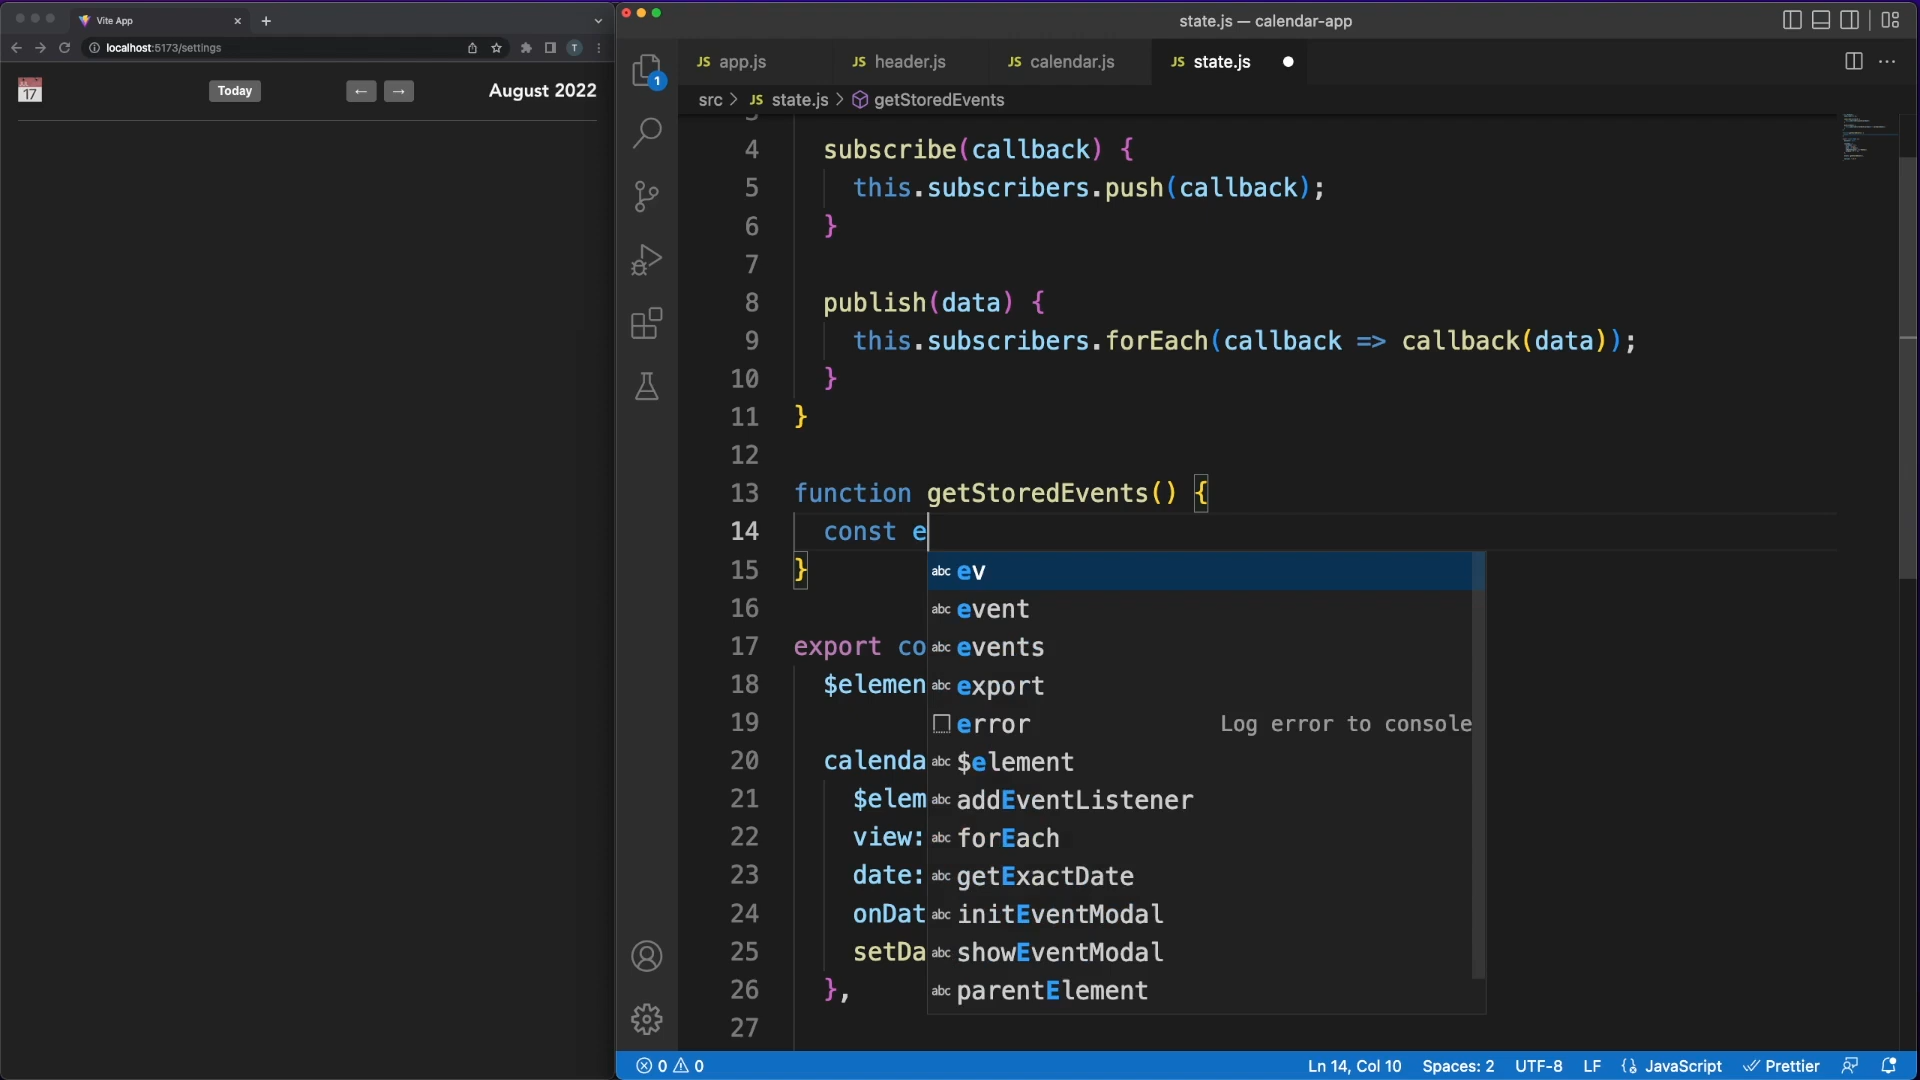 Vite App
localhost:5173/settings
T
17
Today
←
→
August 2022
state.js — calendar-app
1
JS app.js
JS header.js
JS calendar.js
JS state.js
src > JS state.js > getStoredEvents
4 subscribe(callback) {
5 this.subscribers.push(callback);
6 }
7
8 publish(data) {
9 this.subscribers.forEach(callback => callback(data));
10 }
11 }
12
13 function getStoredEvents() {
14 const e
15 }
16
17 export co
18 $elemen
19
20 calenda
21 $elem
22 view:
23 date:
24 onDat
25 setDa
26 },
27
abc ev
abc event
abc events
abc export
error Log error to console
abc $element
abc addEventListener
abc forEach
abc getExactDate
abc initEventModal
abc showEventModal
abc parentElement
0 0 Ln 14, Col 10 Spaces: 2 UTF-8 LF {} JavaScript Prettier